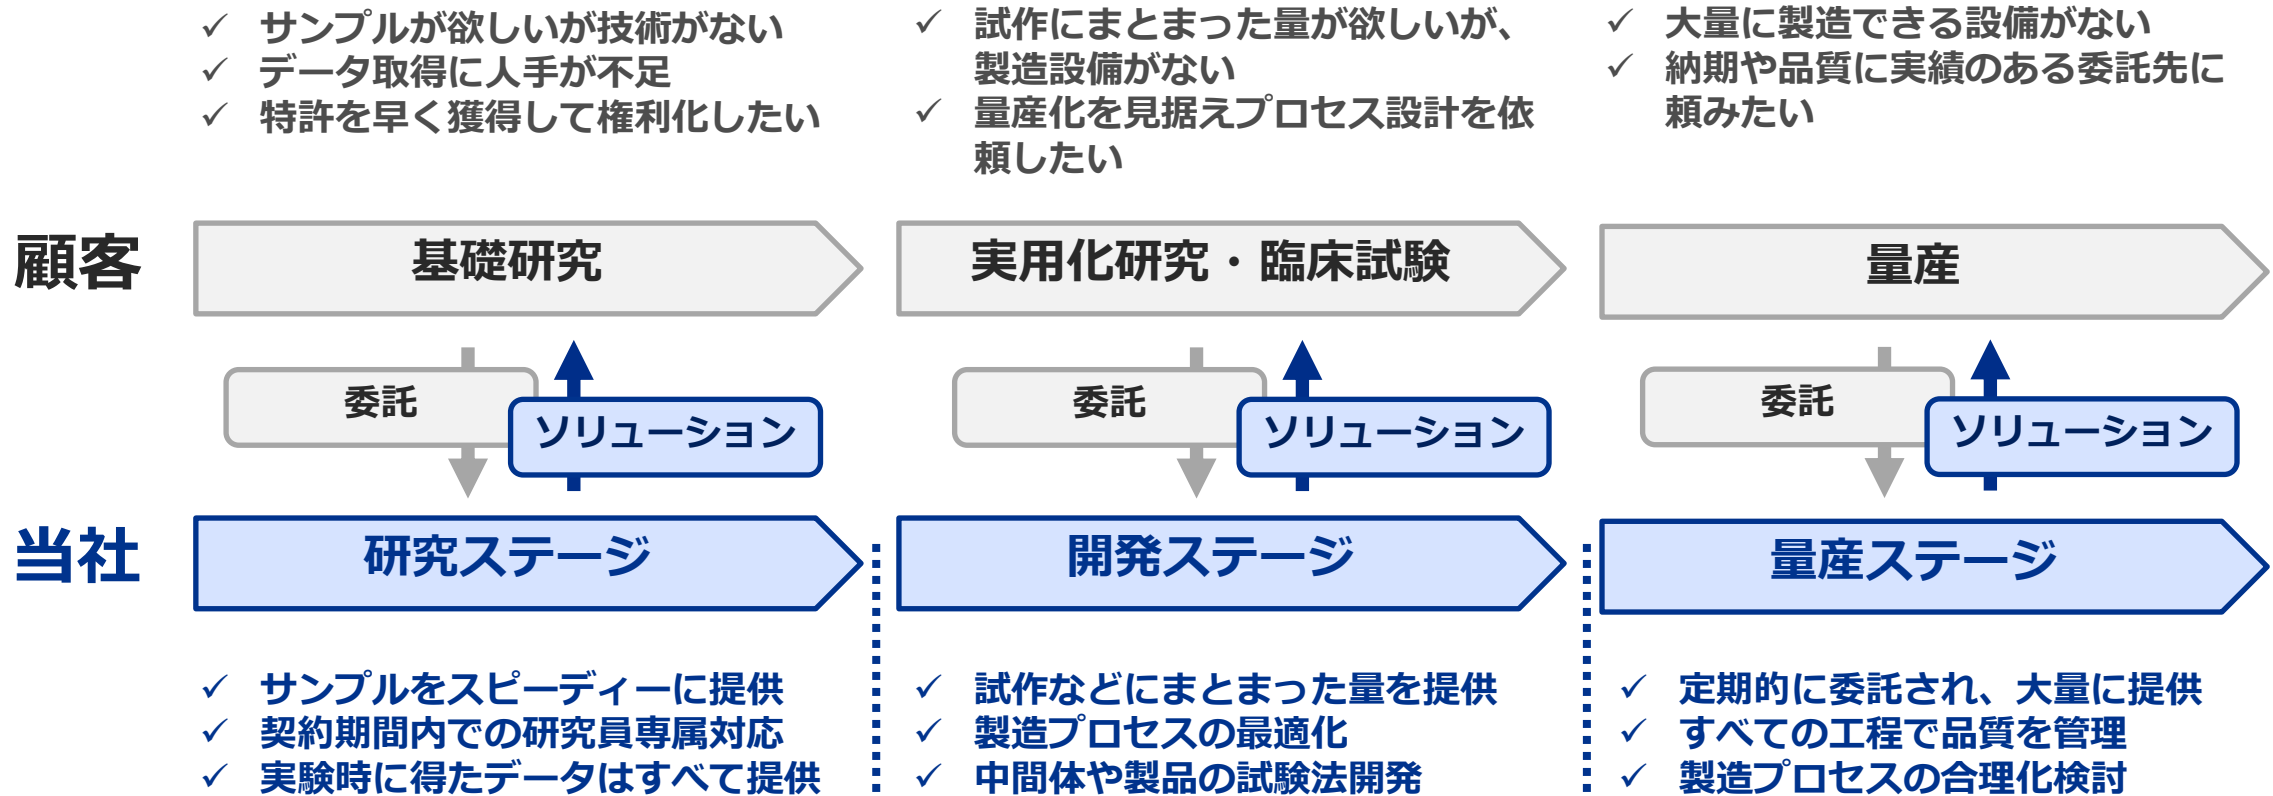 ✓ サンプルが欲しいが技術がない
✓ データ取得に人手が不足
✓ 特許を早く獲得して権利化したい
✓ 試作にまとまった量が欲しいが、
製造設備がない
✓ 量産化を見据えプロセス設計を依
頼したい
✓ 大量に製造できる設備がない
✓ 納期や品質に実績のある委託先に
頼みたい
顧客
基礎研究
実用化研究・臨床試験
量産
委託
ソリューション
委託
ソリューション
委託
ソリューション
当社
研究ステージ
開発ステージ
量産ステージ
✓ サンプルをスピーディーに提供
✓ 契約期間内での研究員専属対応
✓ 実験時に得たデータはすべて提供
✓ 試作などにまとまった量を提供
✓ 製造プロセスの最適化
✓ 中間体や製品の試験法開発
✓ 定期的に委託され、大量に提供
✓ すべての工程で品質を管理
✓ 製造プロセスの合理化検討